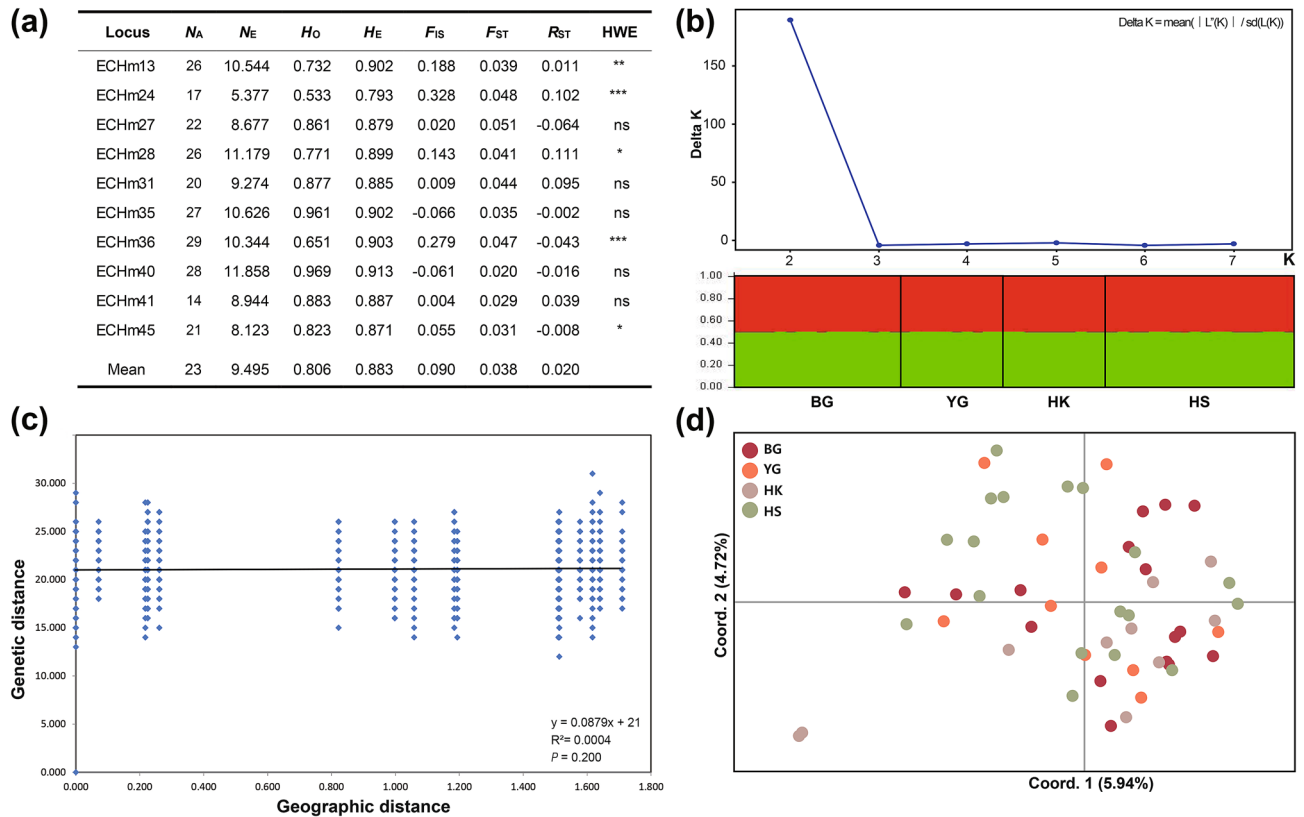 (a)
Locus NA NE HO HE FIS FST RST HWE
ECHm13 26 10.544 0.732 0.902 0.188 0.039 0.011 **
ECHm24 17 5.377 0.533 0.793 0.328 0.048 0.102 ***
ECHm27 22 8.677 0.861 0.879 0.020 0.051 -0.064 ns
ECHm28 26 11.179 0.771 0.899 0.143 0.041 0.111 *
ECHm31 20 9.274 0.877 0.885 0.009 0.044 0.095 ns
ECHm35 27 10.626 0.961 0.902 -0.066 0.035 -0.002 ns
ECHm36 29 10.344 0.651 0.903 0.279 0.047 -0.043 ***
ECHm40 28 11.858 0.969 0.913 -0.061 0.020 -0.016 ns
ECHm41 14 8.944 0.883 0.887 0.004 0.029 0.039 ns
ECHm45 21 8.123 0.823 0.871 0.055 0.031 -0.008 *
Mean 23 9.495 0.806 0.883 0.090 0.038 0.020
(b)
Delta K = mean(|L"(K)| / sd(L(K))
Delta K
150
100
50
0
2 3 4 5 6 7 K
1.00
0.80
0.60
0.40
0.20
0.00
BG YG HK HS
(c)
Genetic distance
30.000
25.000
20.000
15.000
10.000
5.000
0.000
y = 0.0879x + 21
R²= 0.0004
P = 0.200
0.000 0.200 0.400 0.600 0.800 1.000 1.200 1.400 1.600 1.800
Geographic distance
(d)
BG
YG
HK
HS
Coord. 2 (4.72%)
Coord. 1 (5.94%)